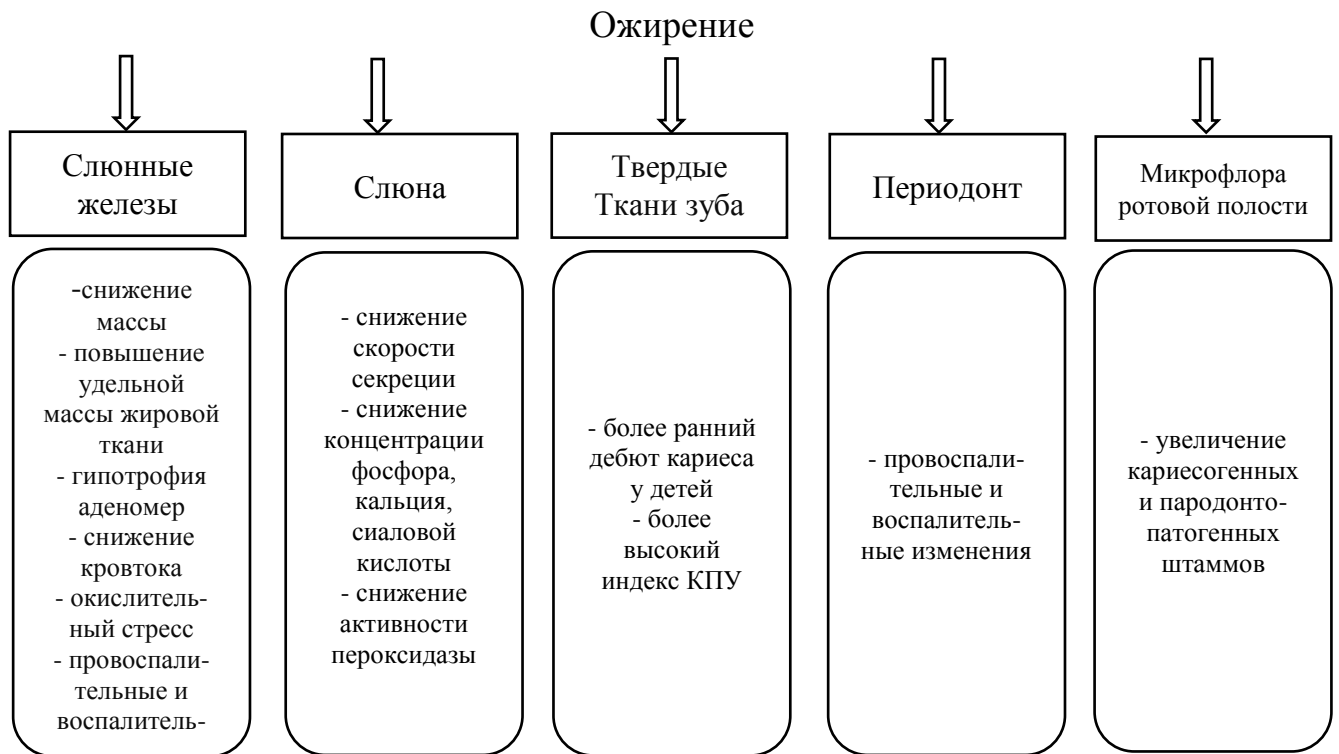 Ожирение
Слюнные
железы
-снижение
массы
- повышение
удельной
массы жировой
ткани
- гипотрофия
аденомер
- снижение
кровтока
- окислитель-
ный стресс
- провоспали-
тельные и
воспалитель-
Слюна
- снижение
скорости
секреции
- снижение
концентрации
фосфора,
кальция,
сиаловой
кислоты
- снижение
активности
пероксидазы
Твердые
Ткани зуба
- более ранний
дебют кариеса
у детей
- более
высокий
индекс КПУ
Периодонт
- провоспали-
тельные и
воспалитель-
ные изменения
Микрофлора
ротовой полости
- увеличение
кариесогенных
и пародонто-
патогенных
штаммов